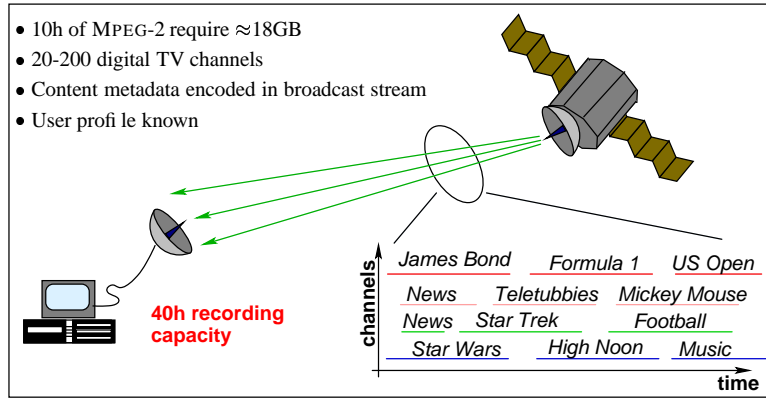 • 10h of MPEG-2 require ≈18GB
• 20-200 digital TV channels
• Content metadata encoded in broadcast stream
• User profi le known
40h recording
capacity
channels
James Bond Formula 1 US Open
News Teletubbies Mickey Mouse
News Star Trek Football
Star Wars High Noon Music
time